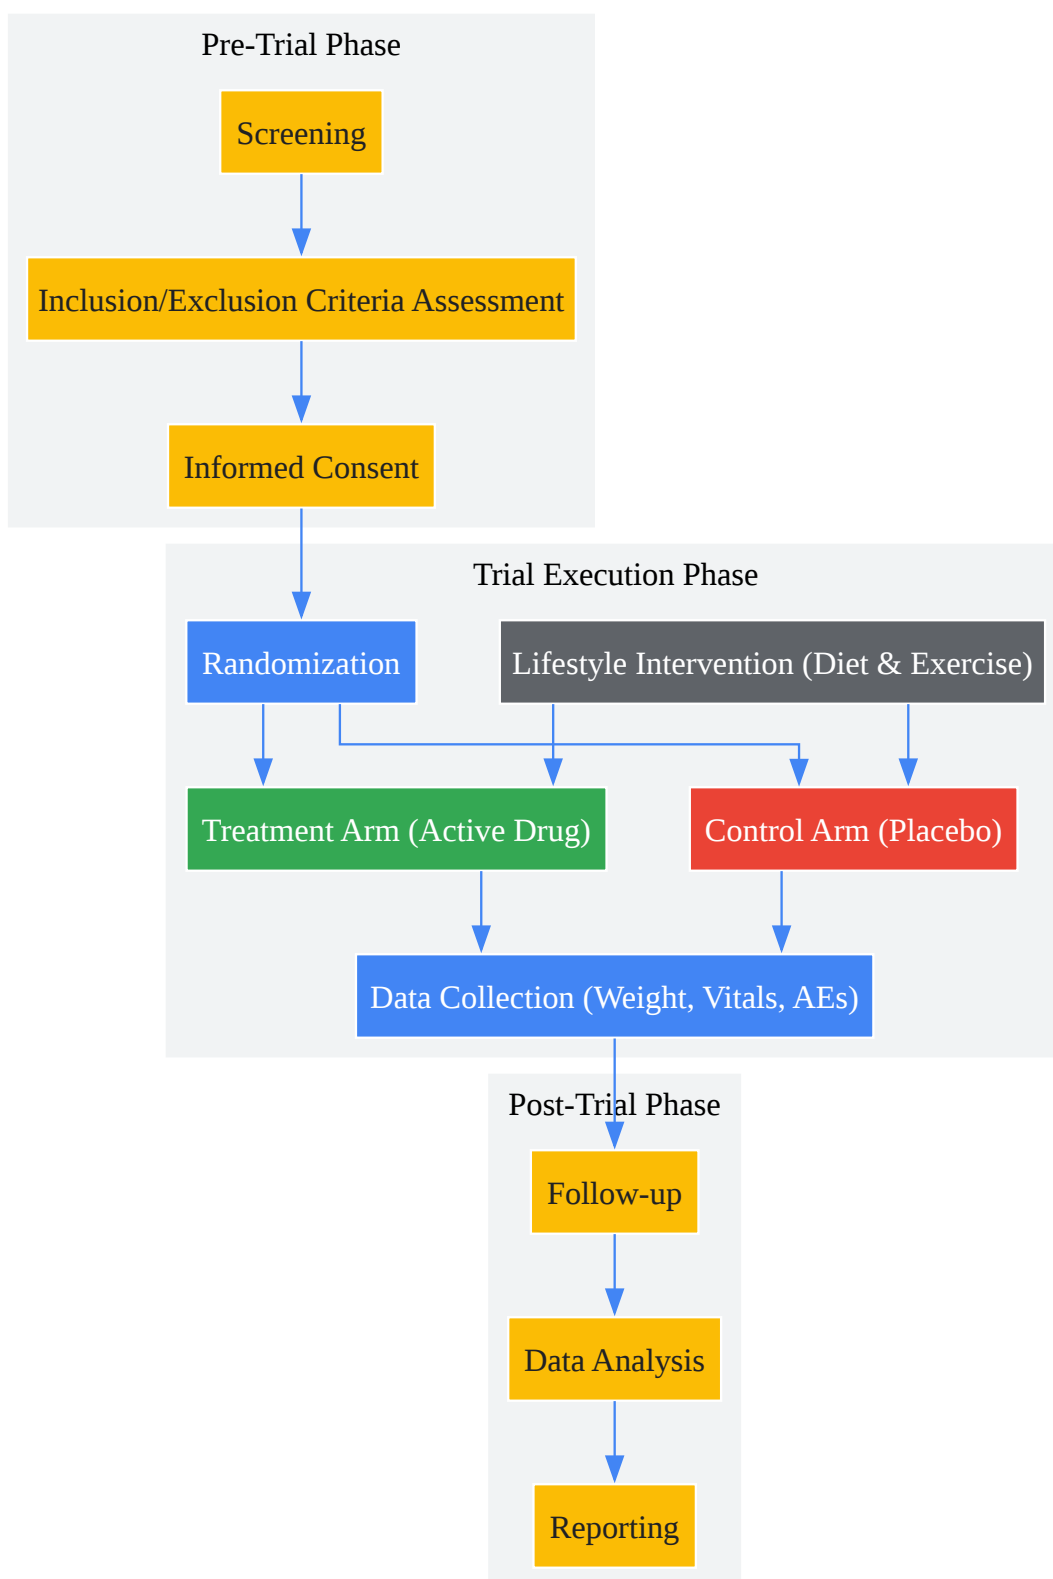 Pre-Trial Phase
Screening
Inclusion/Exclusion Criteria Assessment
Informed Consent
Trial Execution Phase
Randomization
Lifestyle Intervention (Diet & Exercise)
Treatment Arm (Active Drug)
Control Arm (Placebo)
Data Collection (Weight, Vitals, AEs)
Post-Trial Phase
Follow-up
Data Analysis
Reporting